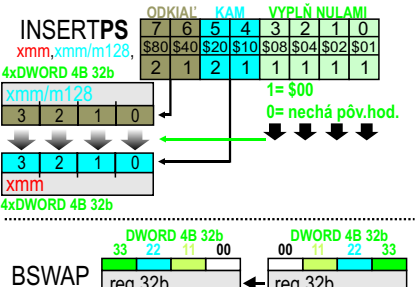 ODKIAĽ KAM VYPLŇ NULAMI
INSERTPS 7 6 5 4 3 2 1 0
xmm,xmm/m128, $80 $40 $20 $10 $08 $04 $02 $01
4xDWORD 4B 32b 2 1 2 1 1 1 1 1
xmm/m128 1= $00
3 2 1 0 0= nechá pôv.hod.
3 2 1 0
xmm
4xDWORD 4B 32b
DWORD 4B 32b DWORD 4B 32b
33 22 11 00 00 11 22 33
BSWAP reg 32b reg 32b